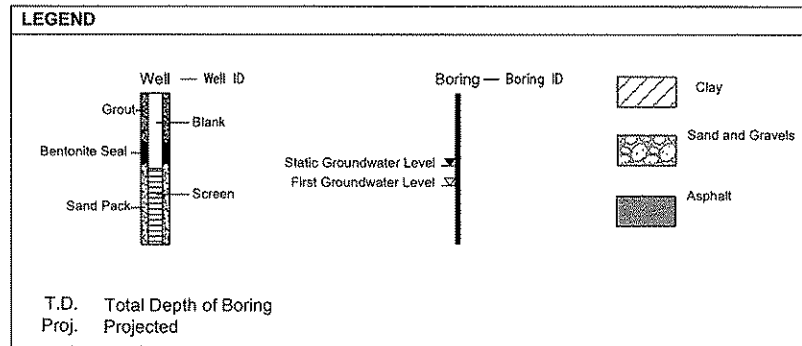 LEGEND
Well — Well ID
Grout
Blank
Bentonite Seal
Screen
Sand Pack
Boring — Boring ID
Static Groundwater Level
First Groundwater Level
Clay
Sand and Gravels
Asphalt
T.D. Total Depth of Boring
Proj. Projected